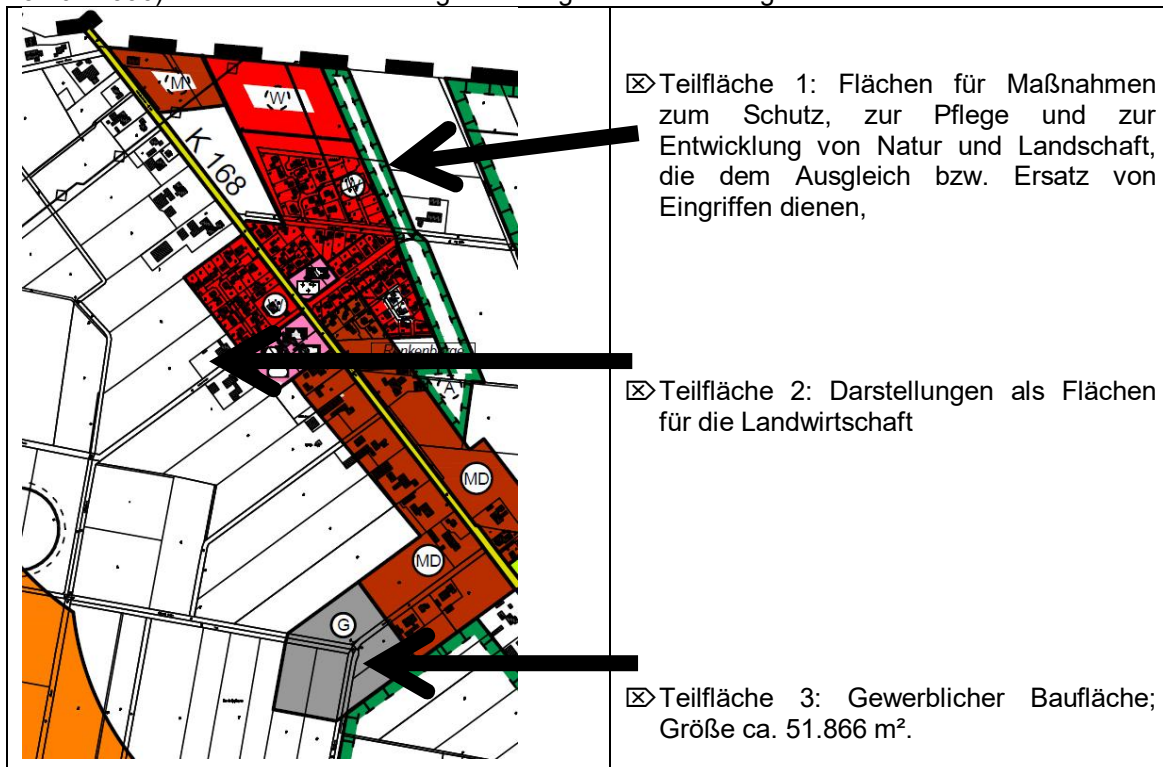 M
W
K 168
Teilfläche 1: Flächen für Maßnahmen
zum Schutz, zur Pflege und zur
Entwicklung von Natur und Landschaft,
die dem Ausgleich bzw. Ersatz von
Eingriffen dienen,
W
W
A
Teilfläche 2: Darstellungen als Flächen
für die Landwirtschaft
MD
MD
G
Teilfläche 3: Gewerblicher Baufläche;
Größe ca. 51.866 m².